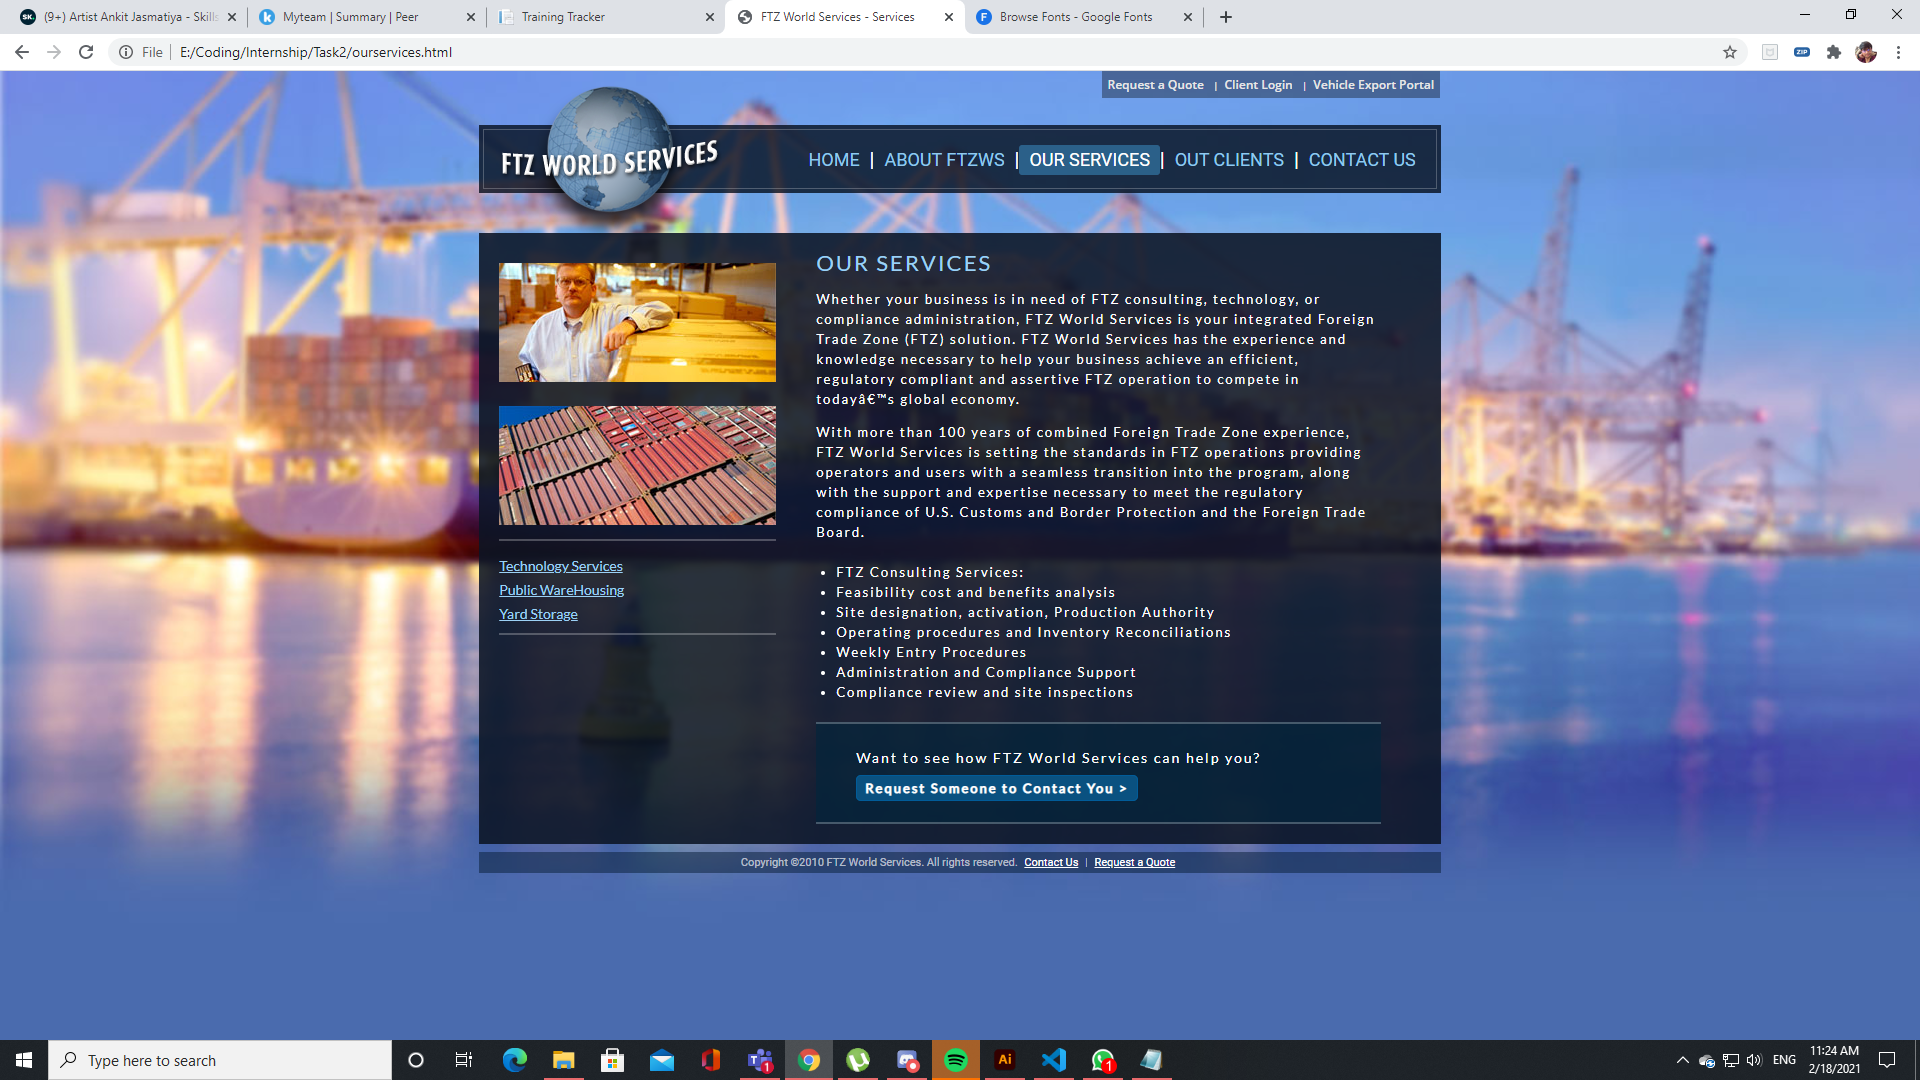 (9+) Artist Ankit Jasmatiya - Skills
Myteam | Summary | Peer
Training Tracker
FTZ World Services - Services
Browse Fonts - Google Fonts
File | E:/Coding/Internship/Task2/ourservices.html
ZIP
Request a Quote | Client Login | Vehicle Export Portal
FTZ WORLD SERVICES
HOME | ABOUT FTZWS | OUR SERVICES | OUT CLIENTS | CONTACT US
OUR SERVICES
Whether your business is in need of FTZ consulting, technology, or
compliance administration, FTZ World Services is your integrated Foreign
Trade Zone (FTZ) solution. FTZ World Services has the experience and
knowledge necessary to help your business achieve an efficient,
regulatory compliant and assertive FTZ operation to compete in
todayâ€™s global economy.
With more than 100 years of combined Foreign Trade Zone experience,
FTZ World Services is setting the standards in FTZ operations providing
operators and users with a seamless transition into the program, along
with the support and expertise necessary to meet the regulatory
compliance of U.S. Customs and Border Protection and the Foreign Trade
Board.
Technology Services
Public WareHousing
Yard Storage
• FTZ Consulting Services:
• Feasibility cost and benefits analysis
• Site designation, activation, Production Authority
• Operating procedures and Inventory Reconciliations
• Weekly Entry Procedures
• Administration and Compliance Support
• Compliance review and site inspections
Want to see how FTZ World Services can help you?
Request Someone to Contact You >
Copyright ©2010 FTZ World Services. All rights reserved. Contact Us | Request a Quote
Type here to search
ENG
11:24 AM
2/18/2021